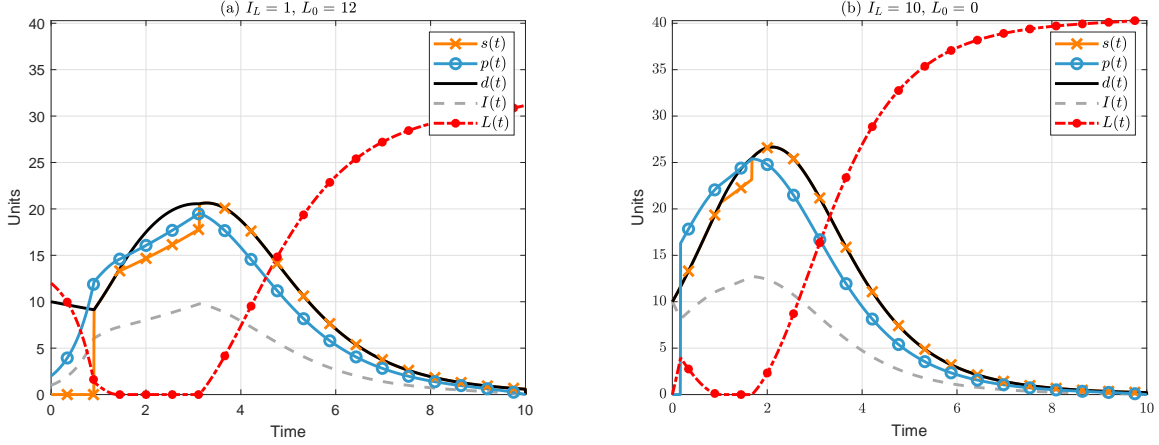 (a) I_L = 1, L_0 = 12
40
35
30
25
20
15
10
5
0
Units
0 2 4 6 8 10
Time
s(t)
p(t)
d(t)
I(t)
L(t)
(b) I_L = 10, L_0 = 0
40
35
30
25
20
15
10
5
0
Units
0 2 4 6 8 10
Time
s(t)
p(t)
d(t)
I(t)
L(t)